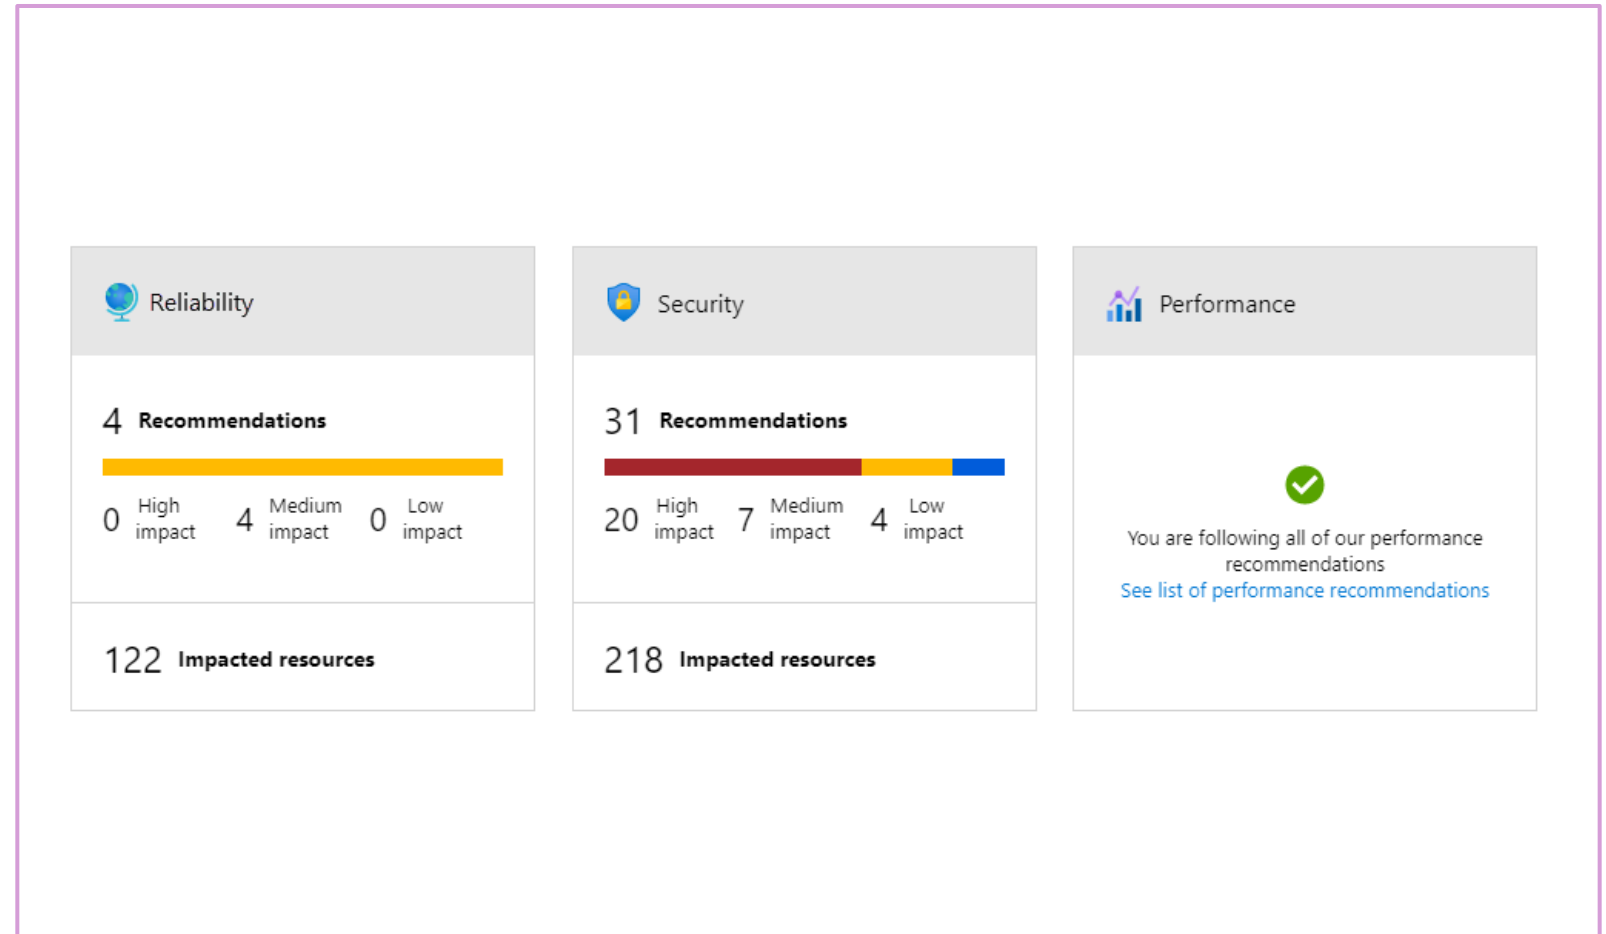 Reliability
4 Recommendations
0 High impact 4 Medium impact 0 Low impact
122 Impacted resources
Security
31 Recommendations
20 High impact 7 Medium impact 4 Low impact
218 Impacted resources
Performance
You are following all of our performance
recommendations
See list of performance recommendations